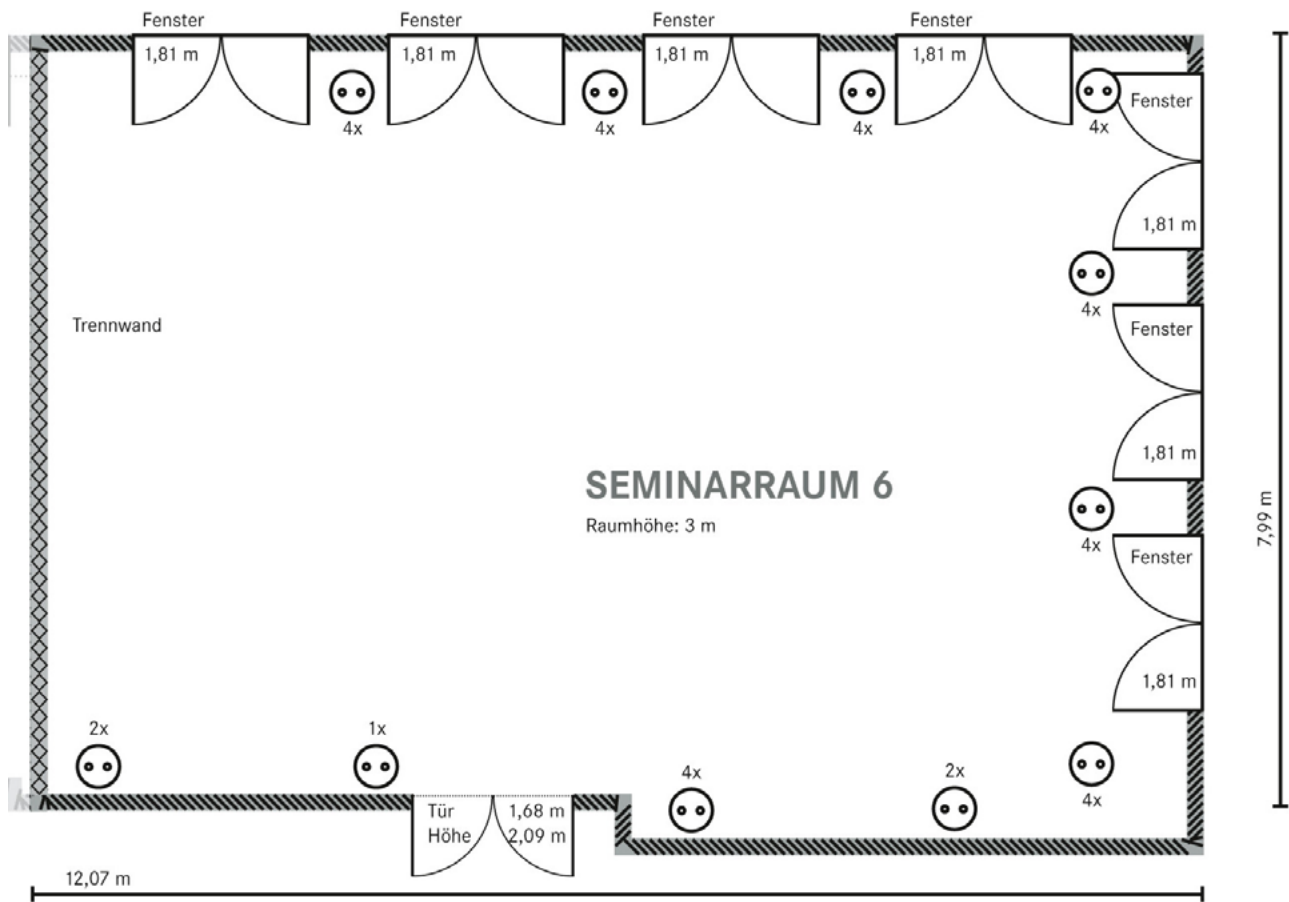 Fenster
Fenster
Fenster
Fenster
1,81 m
1,81 m
1,81 m
1,81 m
Fenster
4x
4x
4x
4x
1,81 m
4x
Trennwand
Fenster
1,81 m
SEMINARRAUM 6
Raumhöhe: 3 m
7,99 m
4x
Fenster
1,81 m
2x
1x
4x
2x
4x
Tür 1,68 m
Höhe 2,09 m
12,07 m